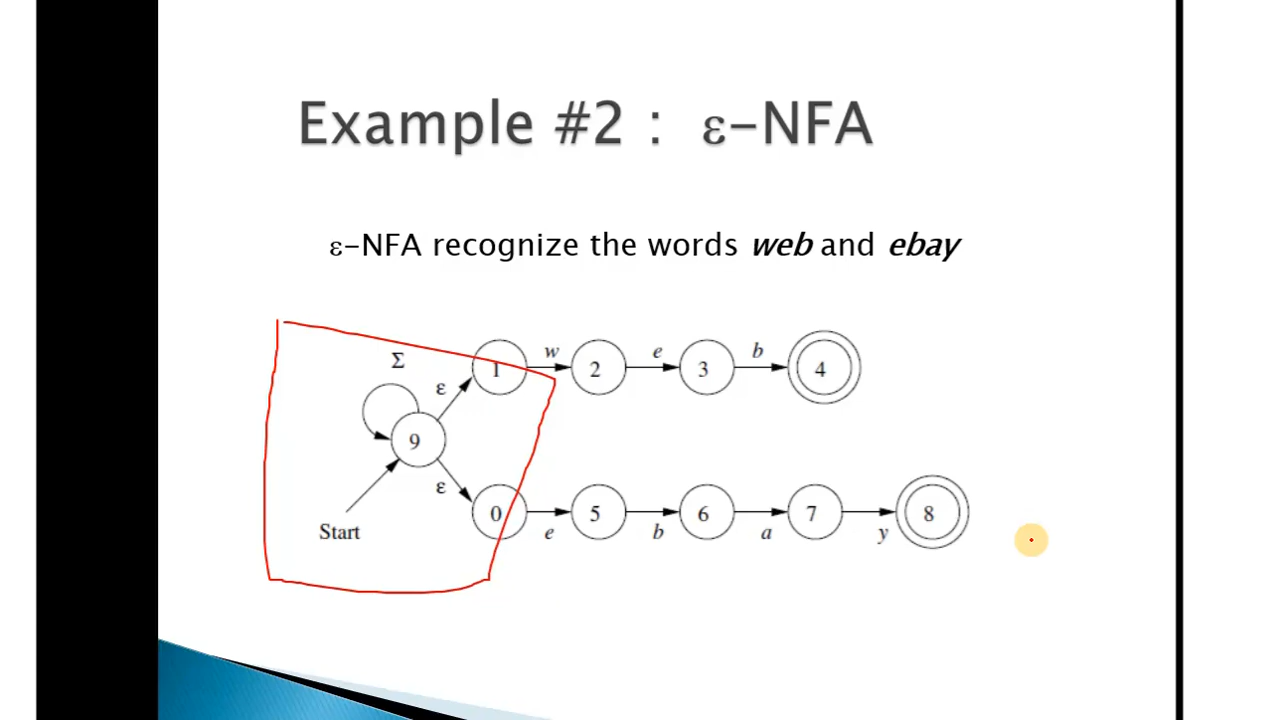 Example #2 : ε-NFA
ε-NFA recognize the words web and ebay
Σ
1 w 2 e 3 b 4
ε
9
ε
0 e 5 b 6 a 7 y 8
Start